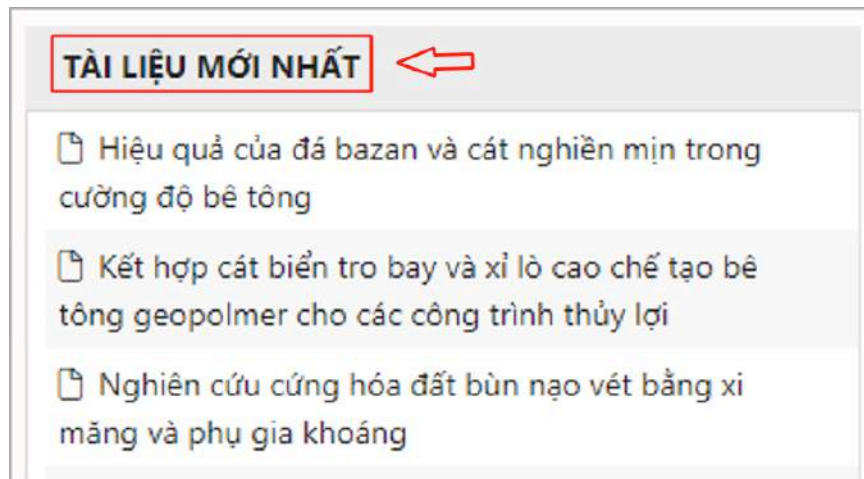 TÀI LIỆU MỚI NHẤT
Hiệu quả của đá bazan và cát nghiền mịn trong
cường độ bê tông
Kết hợp cát biển tro bay và xỉ lò cao chế tạo bê
tông geopolmer cho các công trình thủy lợi
Nghiên cứu cứng hóa đất bùn nạo vét bằng xi
măng và phụ gia khoáng